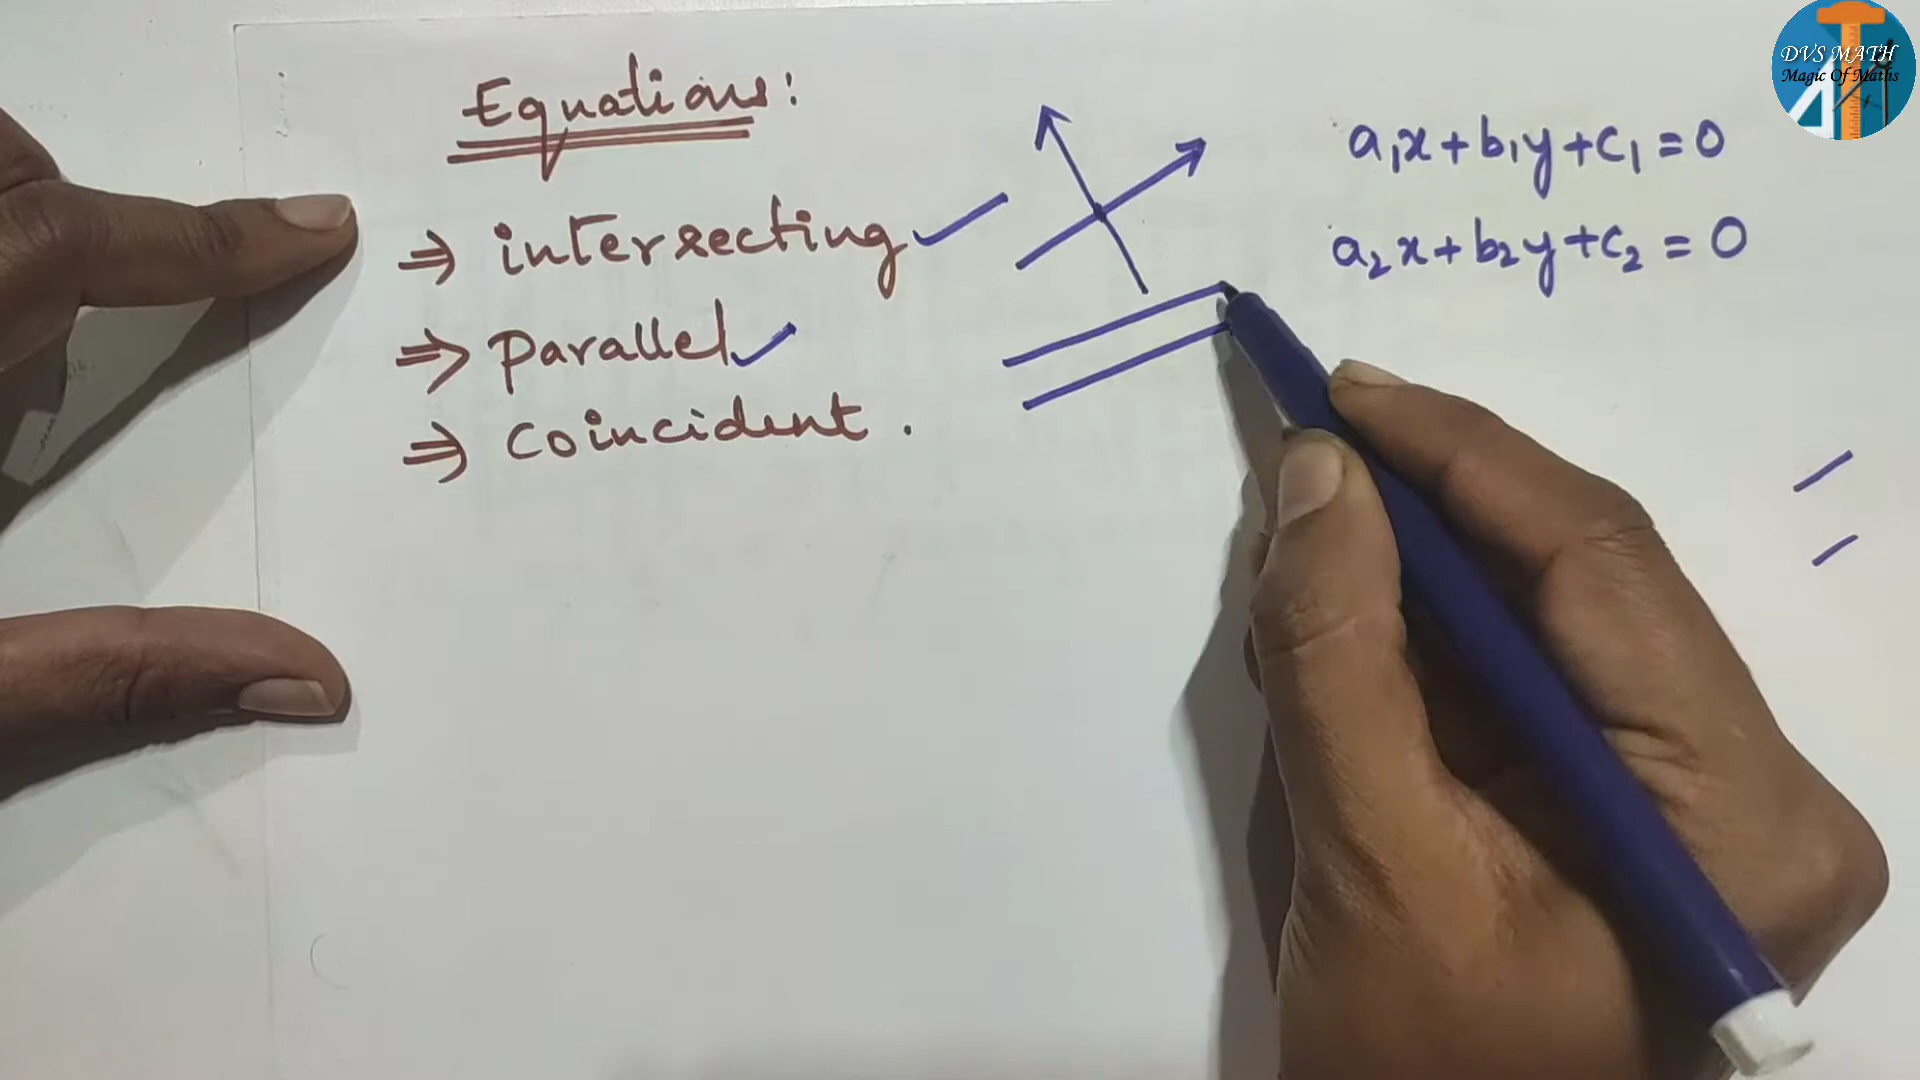 Equations:
⇒ intersecting
⇒ parallel
⇒ coincident.
a₁x + b₁y + c₁ = 0
a₂x + b₂y + c₂ = 0
DVS MATH
Magic Of Maths